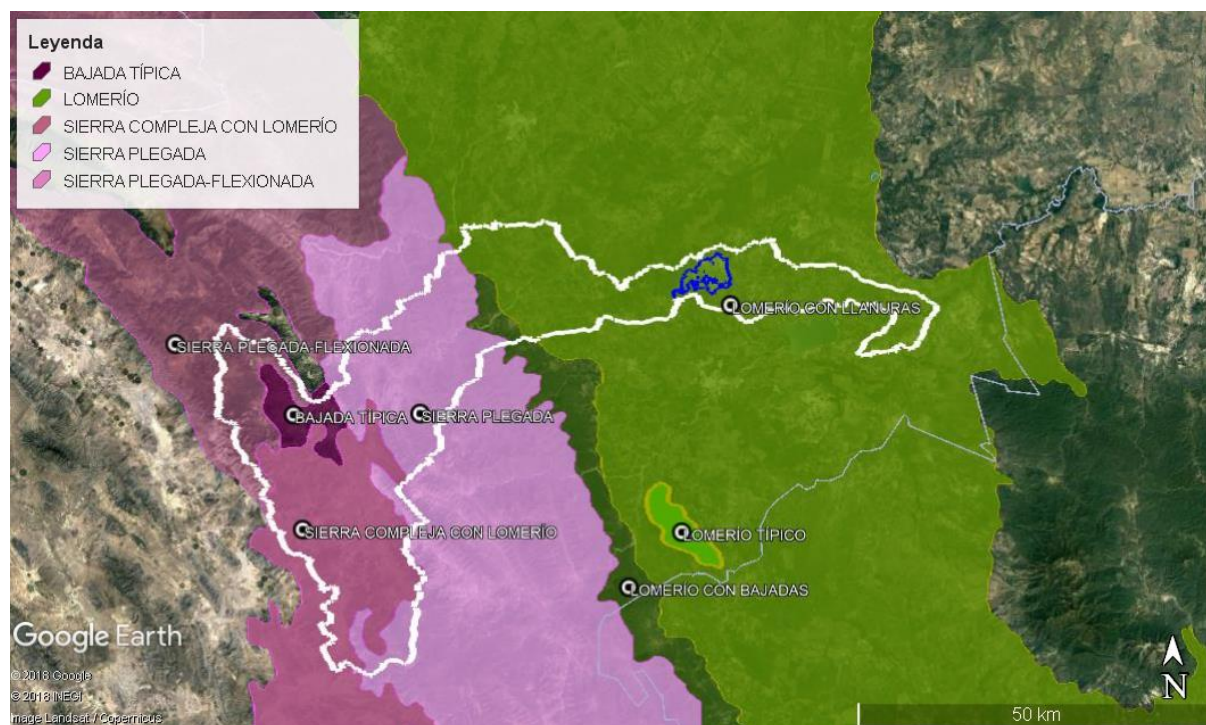 Leyenda
BAJADA TÍPICA
LOMERÍO
SIERRA COMPLEJA CON LOMERÍO
SIERRA PLEGADA
SIERRA PLEGADA-FLEXIONADA
LOMERÍO CON LLANURAS
SIERRA PLEGADA-FLEXIONADA
BAJADA TÍPICA
SIERRA PLEGADA
SIERRA COMPLEJA CON LOMERÍO
LOMERÍO TÍPICO
LOMERÍO CON BAJADAS
Google Earth
© 2018 Google
© 2018 INEGI
Image Landsat / Copernicus
N
50 km